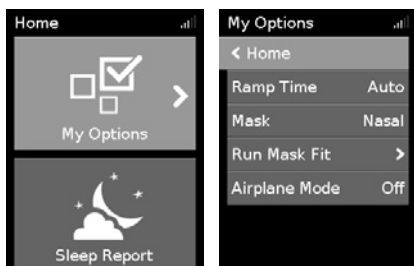 Home
My Options
Sleep Report
My Options
< Home
Ramp Time Auto
Mask Nasal
Run Mask Fit >
Airplane Mode Off